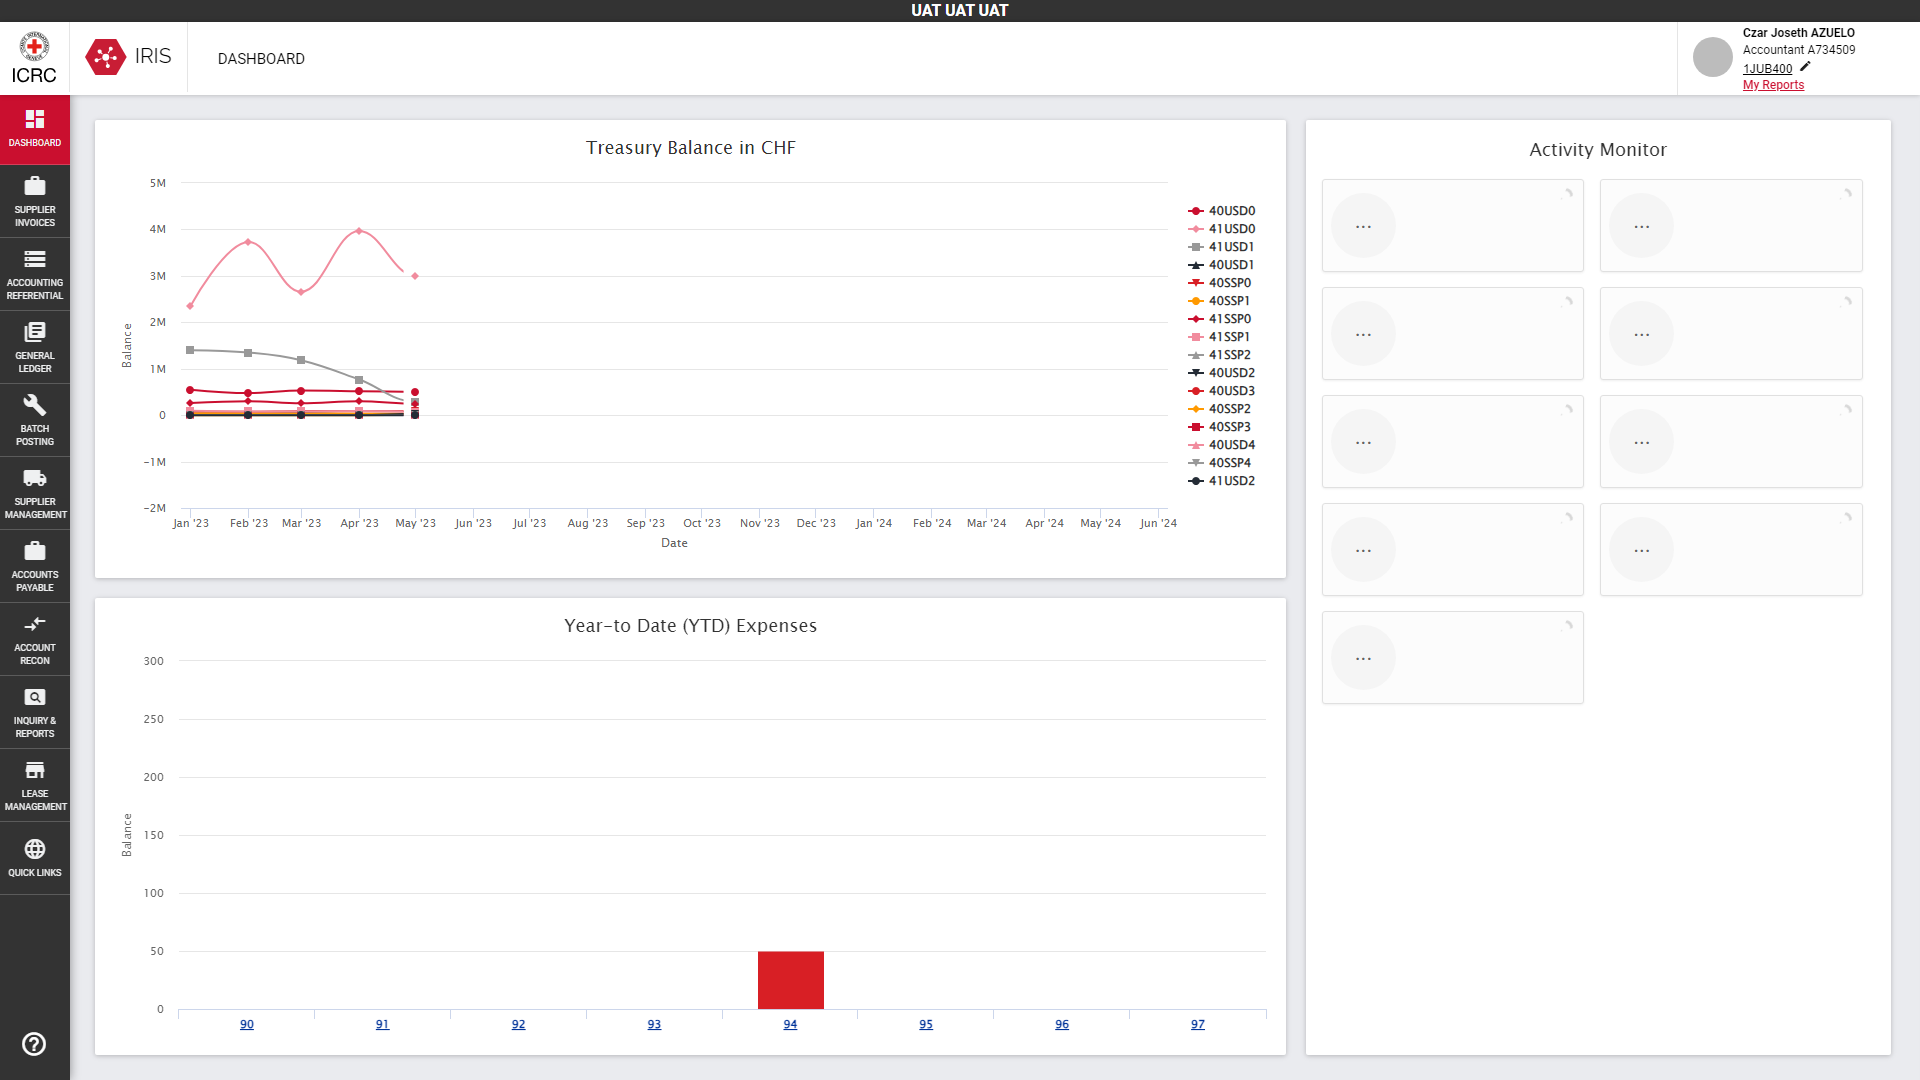 UAT UAT UAT
ICRC
IRIS
DASHBOARD
Czar Joseth AZUELO
Accountant A734509
1JUB400
My Reports
DASHBOARD
SUPPLIER
INVOICES
ACCOUNTING
REFERENTIAL
GENERAL
LEDGER
BATCH
POSTING
SUPPLIER
MANAGEMENT
ACCOUNTS
PAYABLE
ACCOUNT
RECON
INQUIRY &
REPORTS
LEASE
MANAGEMENT
QUICK LINKS
Treasury Balance in CHF
5M
4M
3M
2M
1M
0
-1M
-2M
Balance
Jan '23 Feb '23 Mar '23 Apr '23 May '23 Jun '23 Jul '23 Aug '23 Sep '23 Oct '23 Nov '23 Dec '23 Jan '24 Feb '24 Mar '24 Apr '24 May '24 Jun '24
Date
40USD0
41USD0
41USD1
40USD1
40SSP0
40SSP1
41SSP0
41SSP1
41SSP2
40USD2
40USD3
40SSP2
40SSP3
40USD4
40SSP4
41USD2
Year-to Date (YTD) Expenses
300
250
200
150
100
50
0
Balance
90 91 92 93 94 95 96 97
Activity Monitor
... ...
... ...
... ...
... ...
...